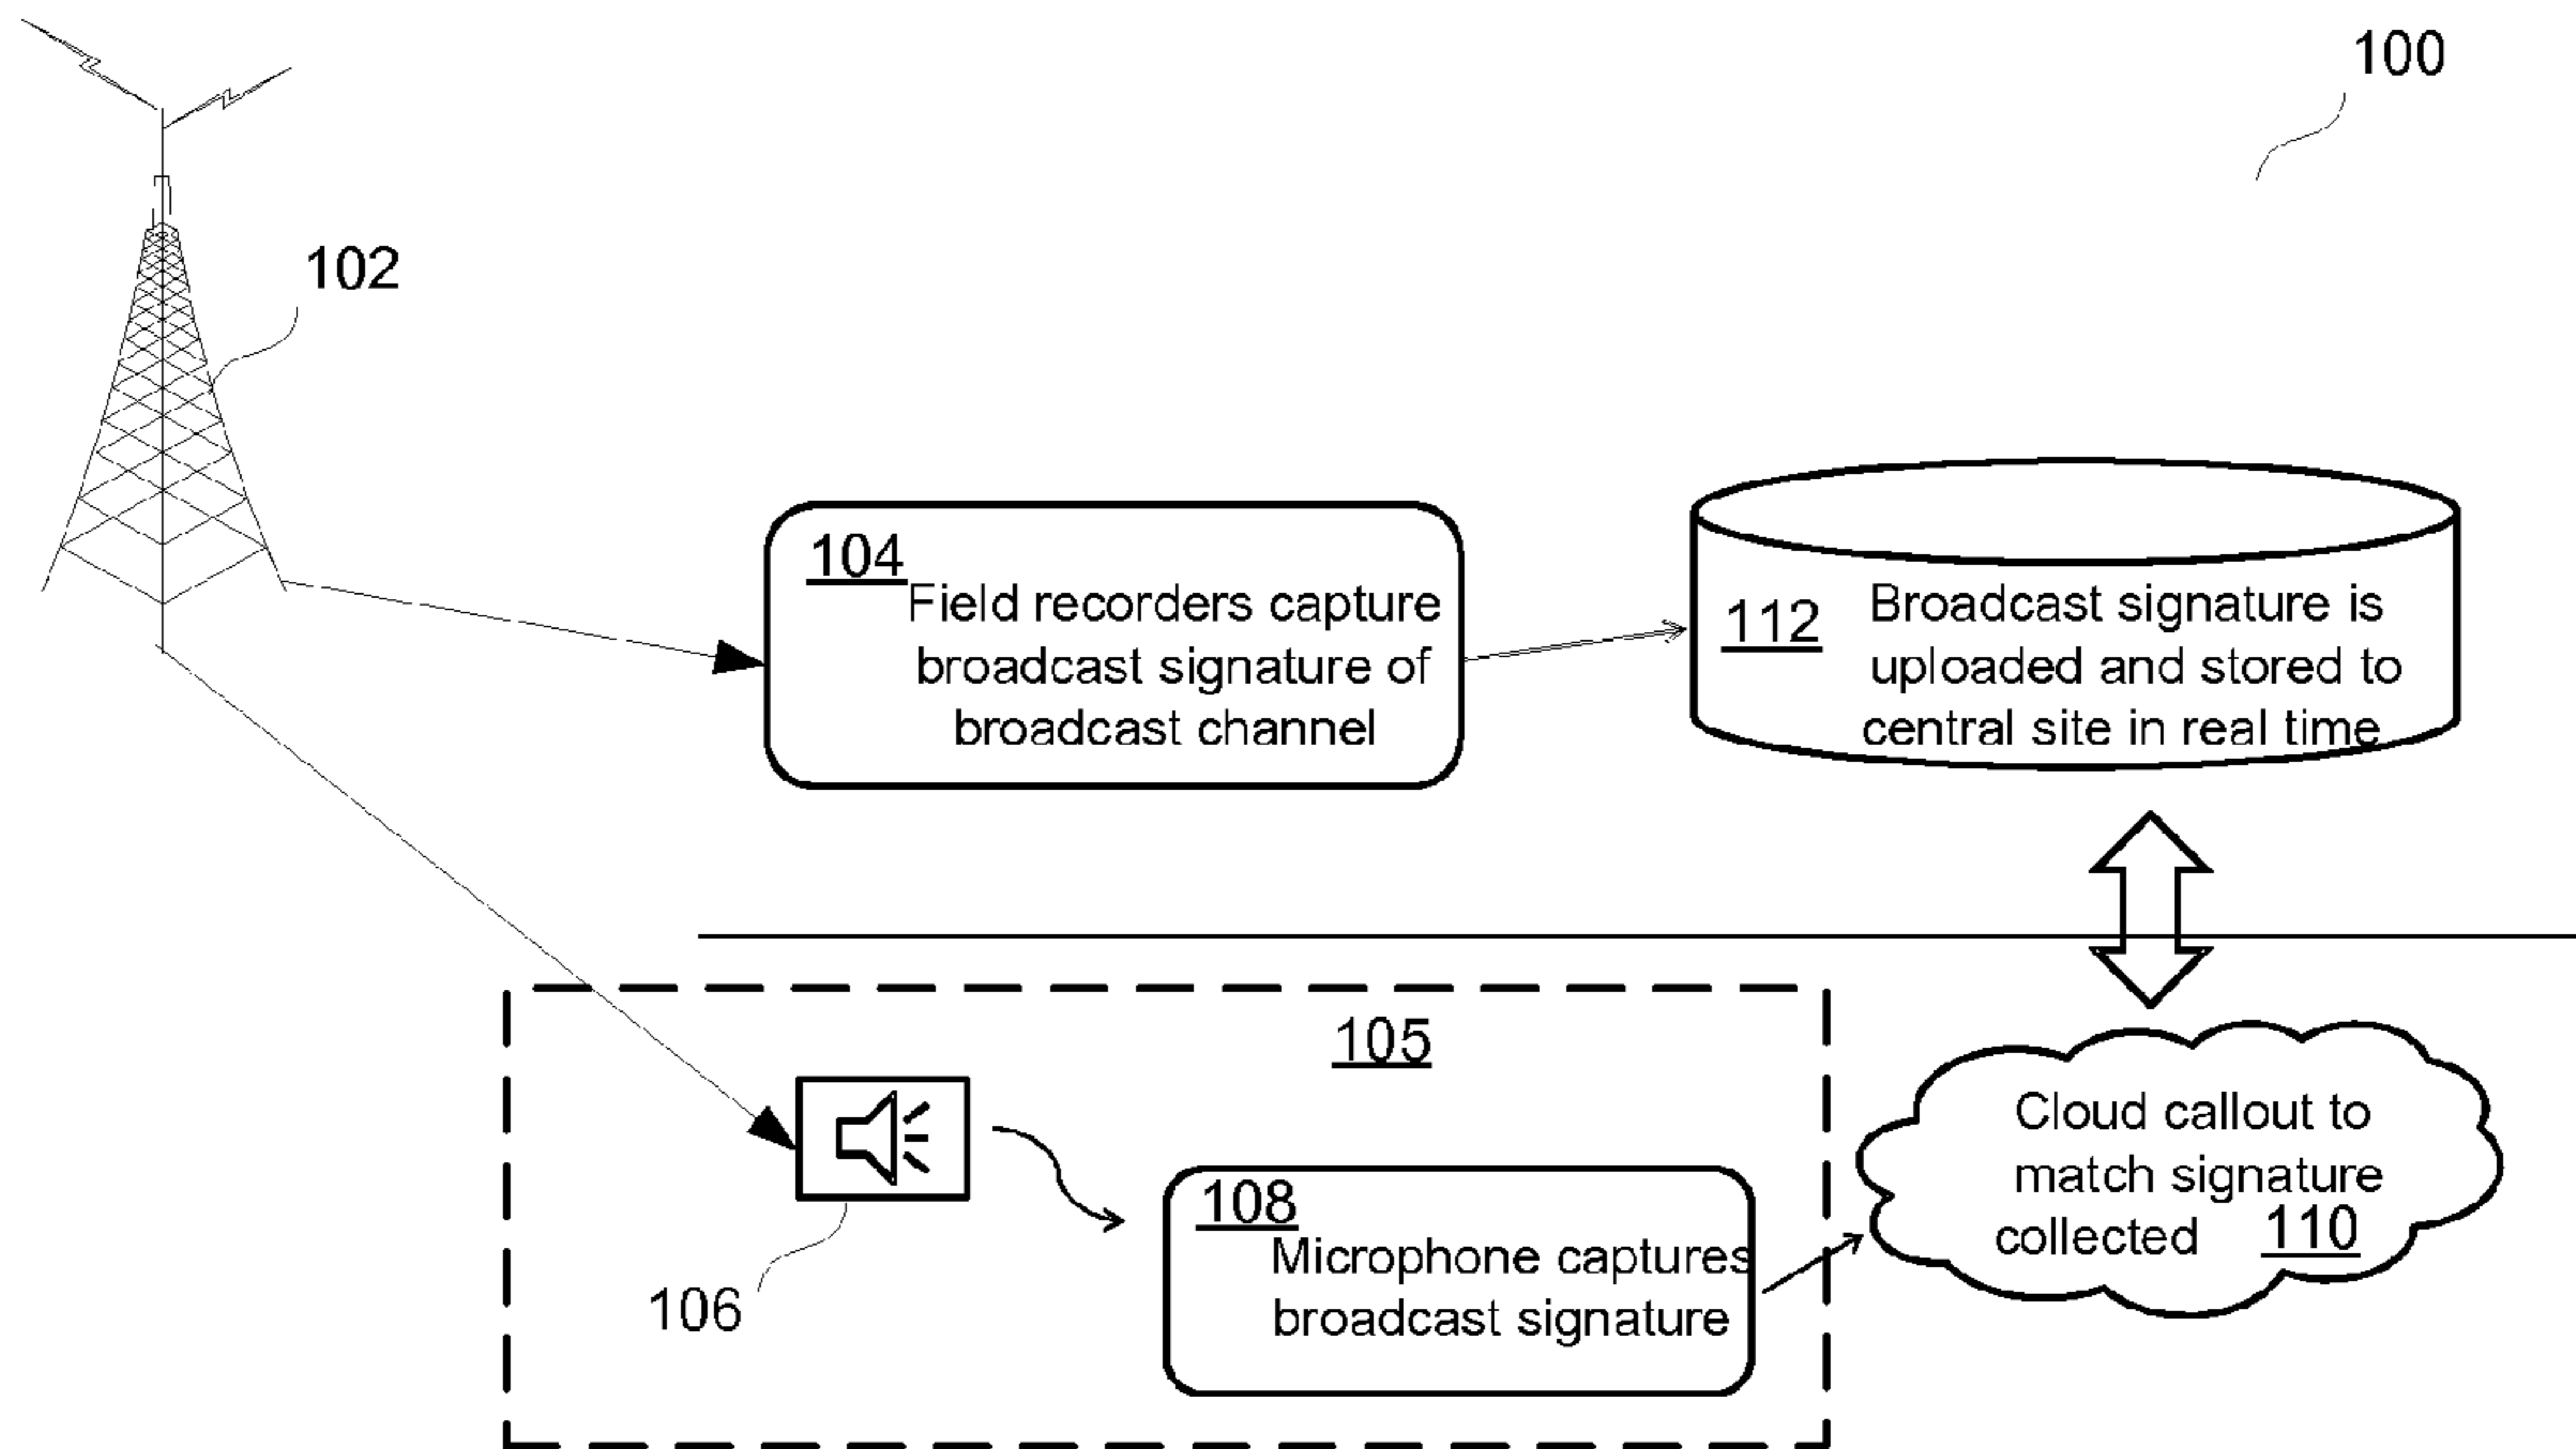 100
102
104
Field recorders capture
broadcast signature of
broadcast channel
112
Broadcast signature is
uploaded and stored to
central site in real time
105
106
108
Microphone captures
broadcast signature
Cloud callout to
match signature
collected 110